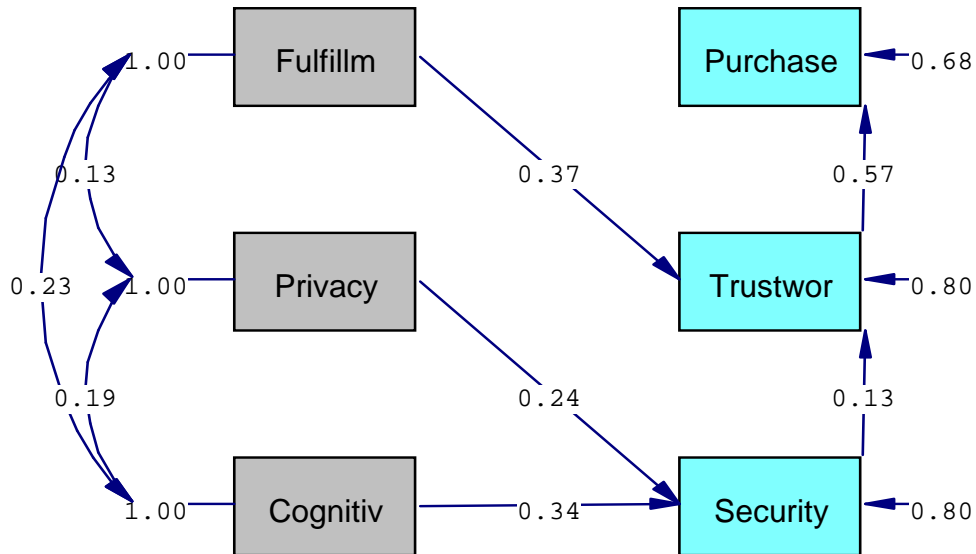 1.00 Fulfillm Purchase 0.68
0.13 0.37 0.57
0.23 1.00 Privacy Trustwor 0.80
0.19 0.24 0.13
1.00 Cognitiv 0.34 Security 0.80